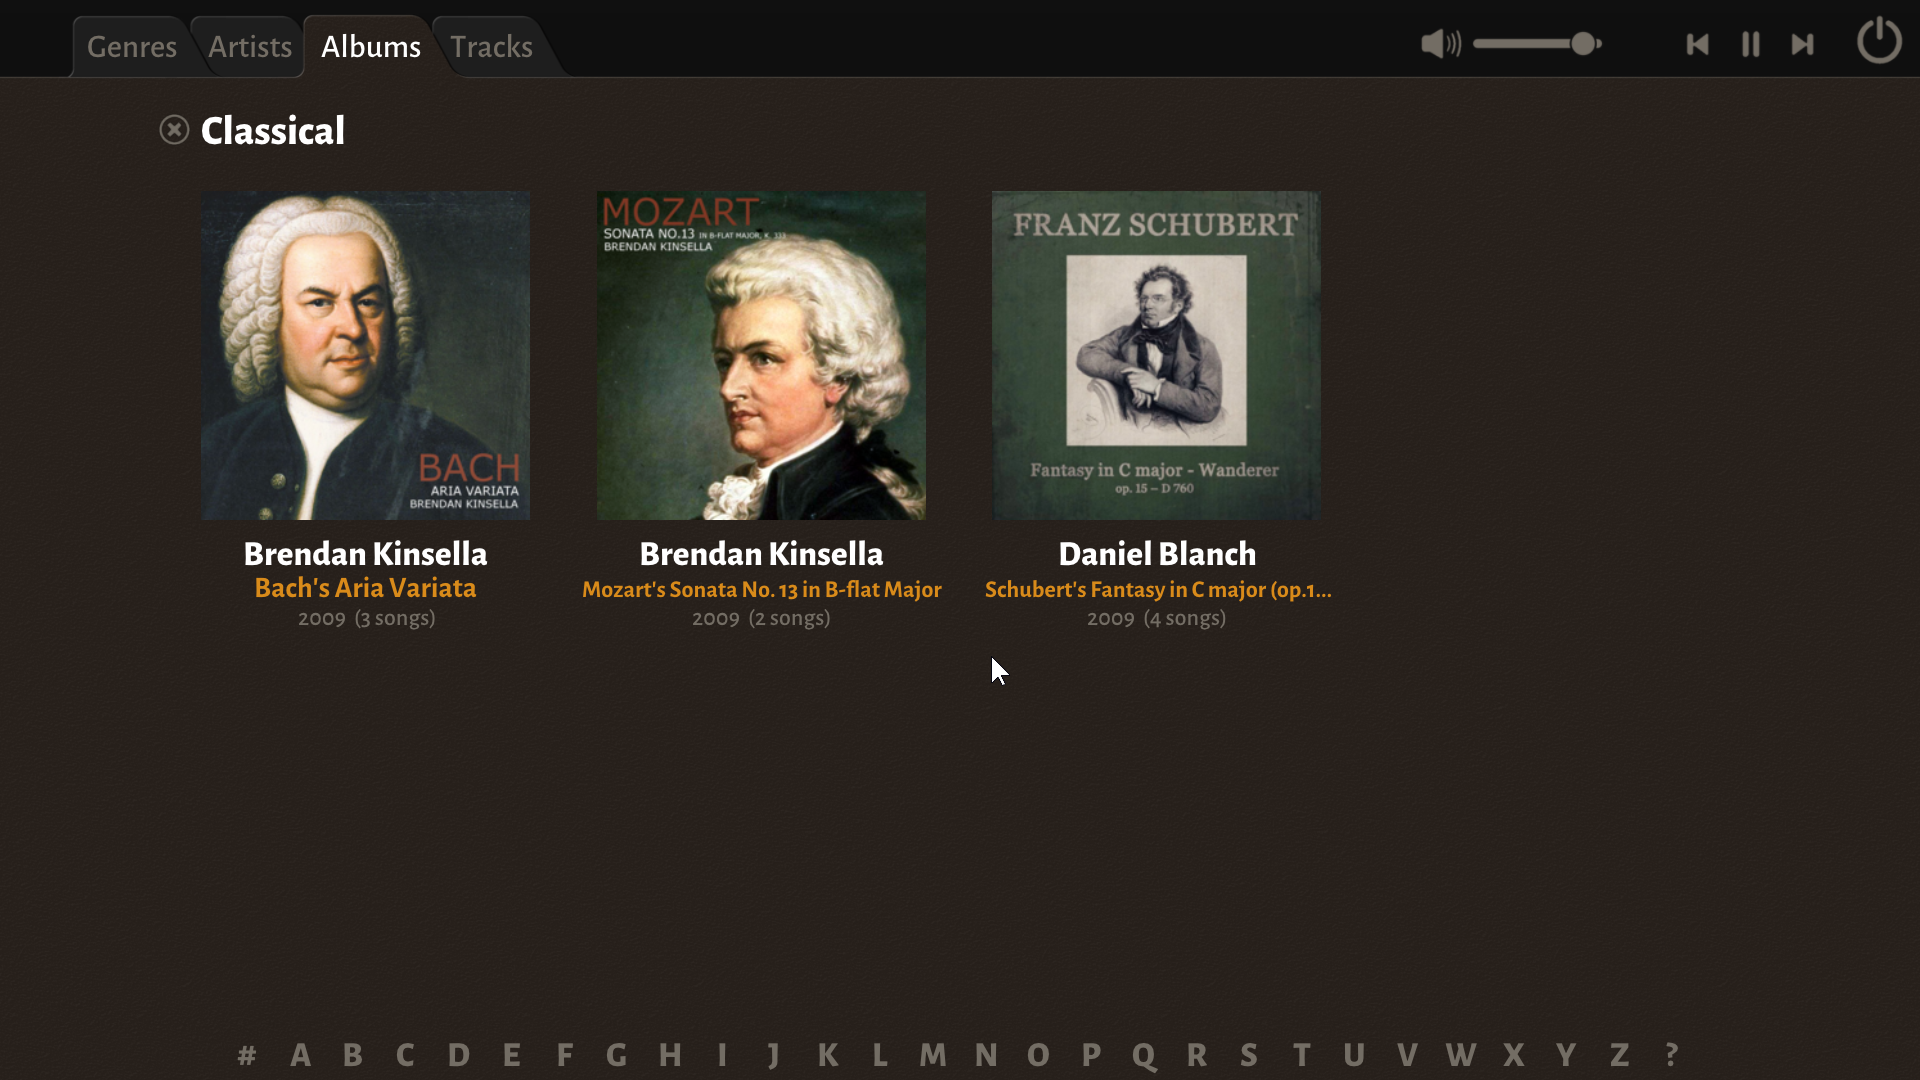 Genres Artists Albums Tracks
Classical
BACH
ARIA VARIATA
BRENDAN KINSELLA
Brendan Kinsella
Bach's Aria Variata
2009 (3 songs)
MOZART
SONATA NO.13 IN B-FLAT MAJOR, K. 333
BRENDAN KINSELLA
Brendan Kinsella
Mozart's Sonata No. 13 in B-flat Major
2009 (2 songs)
FRANZ SCHUBERT
Fantasy in C major - Wanderer
op. 15 – D 760
Daniel Blanch
Schubert's Fantasy in C major (op.1...
2009 (4 songs)
# A B C D E F G H I J K L M N O P Q R S T U V W X Y Z ?